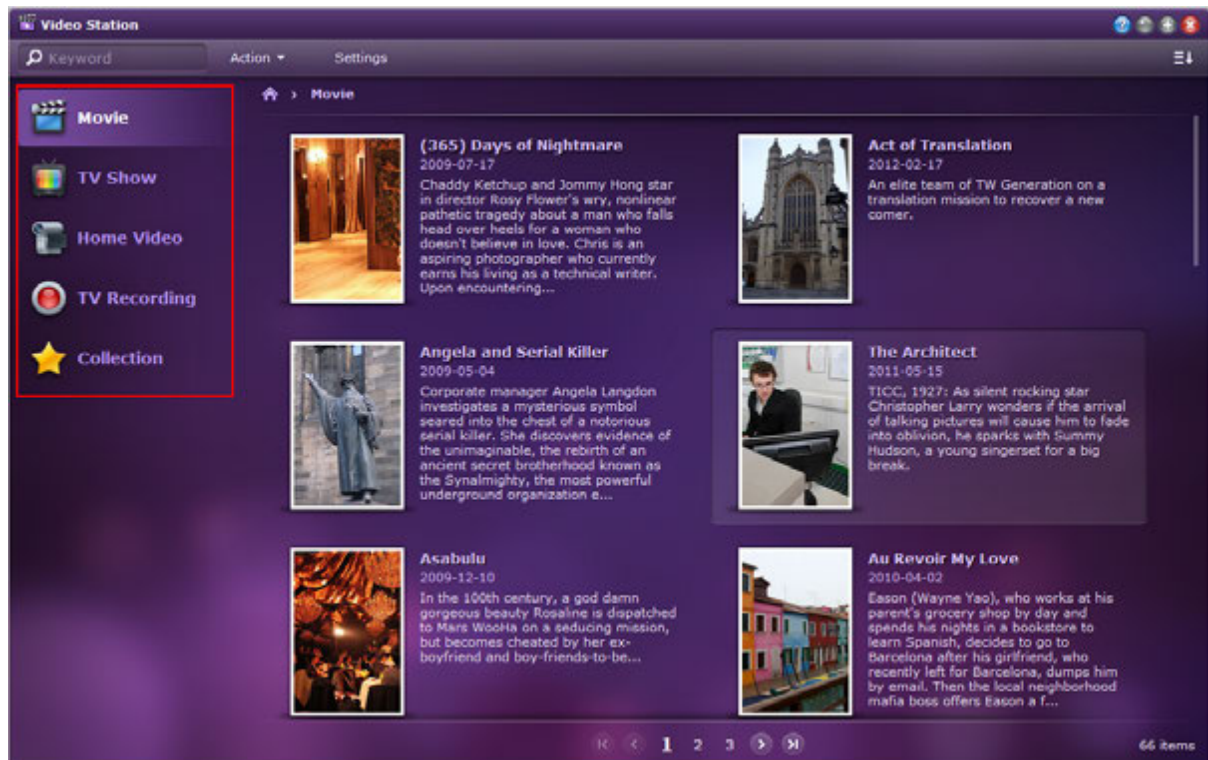 Video Station
Keyword
Action
Settings
Movie
TV Show
Home Video
TV Recording
Collection
› Movie
(365) Days of Nightmare
2009-07-17
Chaddy Ketchup and Jommy Hong star
in director Rosy Flower's wry, nonlinear
pathetic tragedy about a man who falls
head over heels for a woman who
doesn't believe in love. Chris is an
aspiring photographer who currently
earns his living as a technical writer.
Upon encountering...
Act of Translation
2012-02-17
An elite team of TW Generation on a
translation mission to recover a new
comer.
Angela and Serial Killer
2009-05-04
Corporate manager Angela Langdon
investigates a mysterious symbol
seared into the chest of a notorious
serial killer. She discovers evidence of
the unimaginable, the rebirth of an
ancient secret brotherhood known as
the Synalmighty, the most powerful
underground organization e...
The Architect
2011-05-15
TICC, 1927: As silent rocking star
Christopher Larry wonders if the arrival
of talking pictures will cause him to fade
into oblivion, he sparks with Summy
Hudson, a young singerset for a big
break.
Asabulu
2009-12-10
In the 100th century, a god damn
gorgeous beauty Rosaline is dispatched
to Mars WooHa on a seducing mission,
but becomes cheated by her ex-
boyfriend and boy-friends-to-be...
Au Revoir My Love
2010-04-02
Eason (Wayne Yao), who works at his
parent's grocery shop by day and
spends his nights in a bookstore to
learn Spanish, decides to go to
Barcelona after his girlfriend, who
recently left for Barcelona, dumps him
by email. Then the local neighborhood
mafia boss offers Eason a f...
1 2 3
66 items